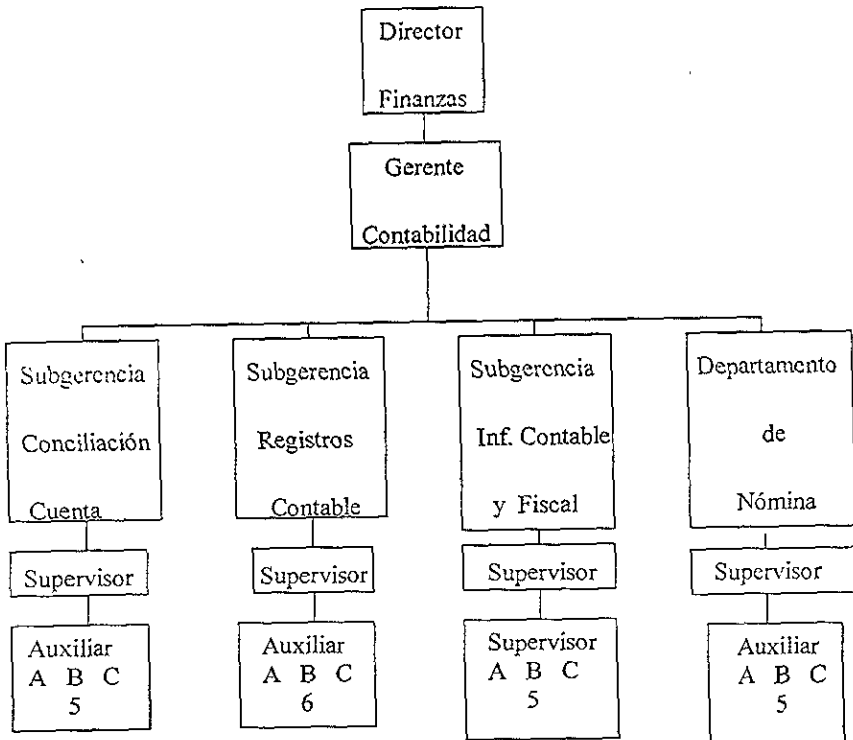 Director
Finanzas
Gerente
Contabilidad
Subgerencia
Conciliación
Cuenta
Subgerencia
Registros
Contable
Subgerencia
Inf. Contable
y Fiscal
Departamento
de
Nómina
Supervisor
Supervisor
Supervisor
Supervisor
Auxiliar
A B C
5
Auxiliar
A B C
6
Supervisor
A B C
5
Auxiliar
A B C
5